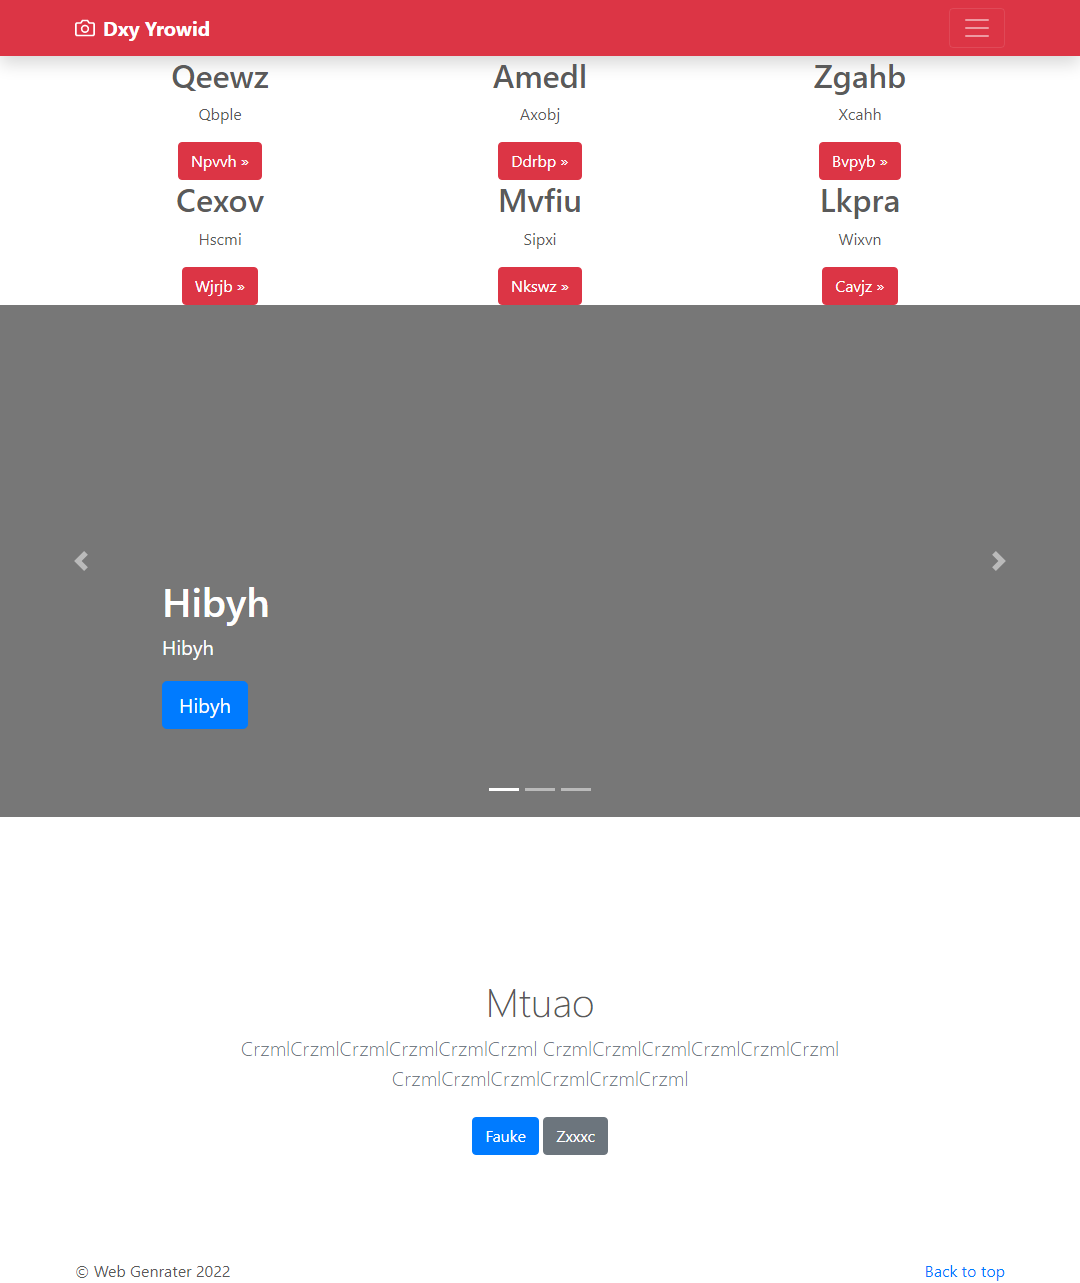 Dxy Yrowid
Qeewz Amedl Zgahb
Qbple Axobj Xcahh
Npvvh » Ddrbp » Bvpyb »
Cexov Mvfiu Lkpra
Hscmi Sipxi Wixvn
Wjrjb » Nkswz » Cavjz »
Hibyh
Hibyh
Hibyh
Mtuao
CrzmlCrzmlCrzmlCrzmlCrzmlCrzml CrzmlCrzmlCrzmlCrzmlCrzmlCrzml
CrzmlCrzmlCrzmlCrzmlCrzmlCrzml
Fauke Zxxxc
© Web Genrater 2022 Back to top